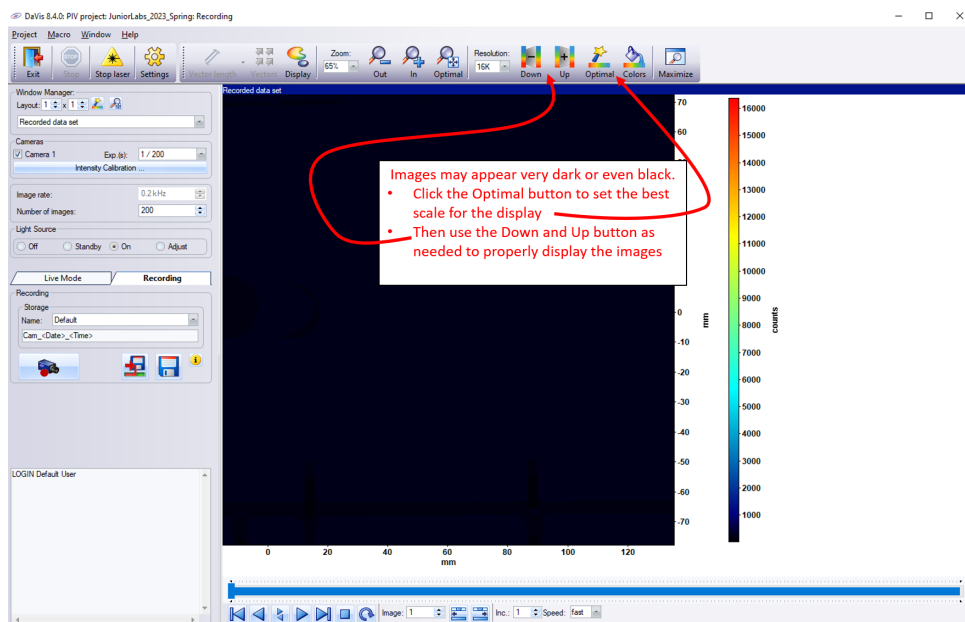 DaVis 8.4.0: PIV project: JuniorLabs_2023_Spring: Recording
Project Macro Window Help
Zoom: Resolution:
65% 16K
Exit Stop Stop laser Settings Vector length Vectors Display Out In Optimal Down Up Optimal Colors Maximize
Window Manager:
Layout: 1 x 1
Recorded data set
Cameras
Camera 1 Exp.(s): 1 / 200
Intensity Calibration ...
Image rate: 0.2 kHz
Number of images: 200
Light Source
Off Standby On Adjust
Live Mode Recording
Recording
Storage
Name: Default
Cam_<Date>_<Time>
LOGIN Default User
Recorded data set
Images may appear very dark or even black.
• Click the Optimal button to set the best
scale for the display
• Then use the Down and Up button as
needed to properly display the images
70
60
0
-10
-20
-30
-40
-50
-60
-70
mm
16000
15000
14000
13000
12000
11000
10000
9000
8000
7000
6000
5000
4000
3000
2000
1000
counts
0 20 40 60 80 100 120
mm
Image: 1 Inc.: 1 Speed: fast